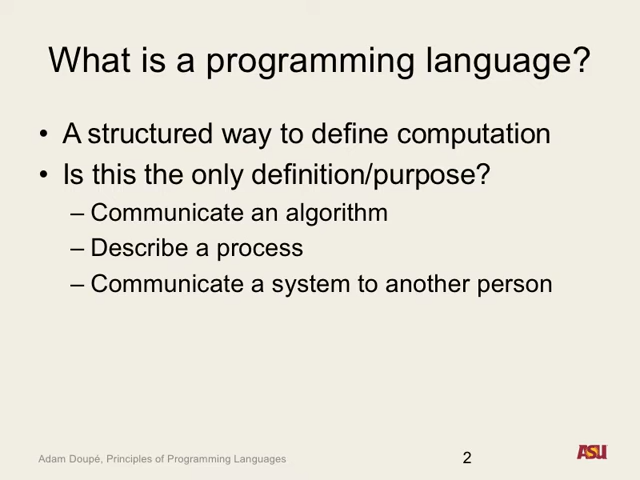 What is a programming language?
• A structured way to define computation
• Is this the only definition/purpose?
– Communicate an algorithm
– Describe a process
– Communicate a system to another person
Adam Doupé, Principles of Programming Languages
2
ASU